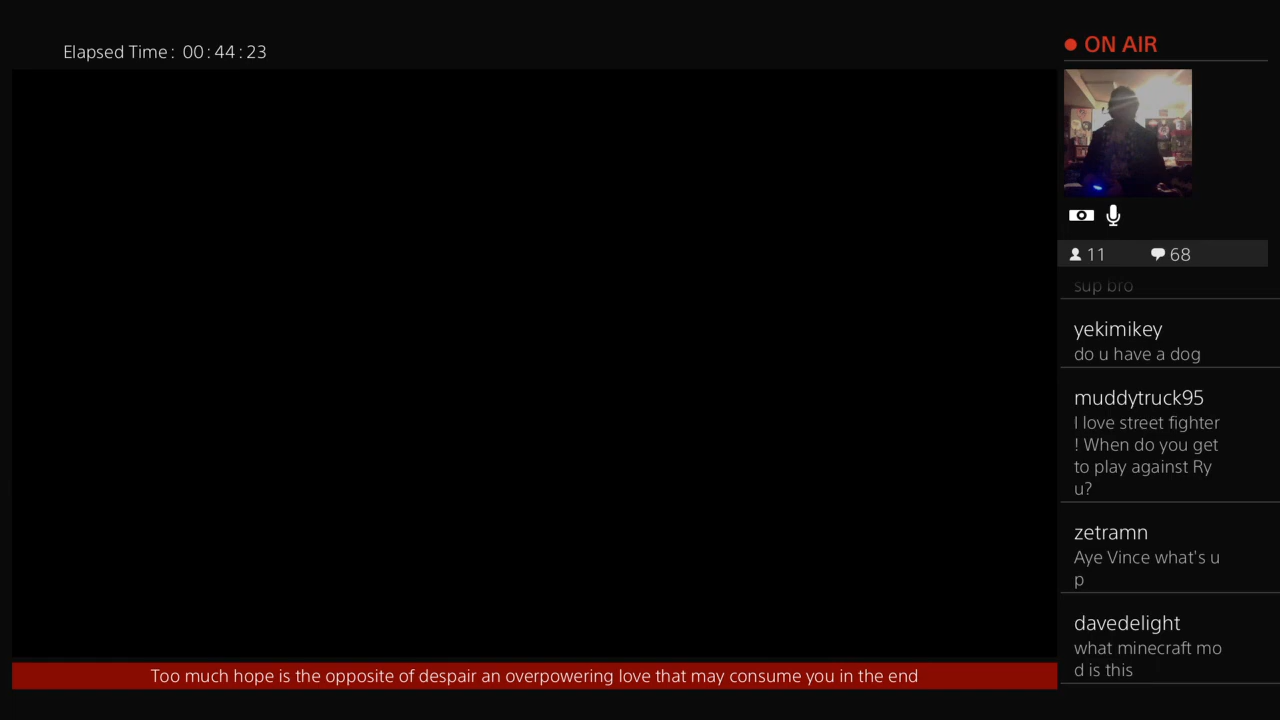 Elapsed Time: 00:44:23
ON AIR
11 68
sup bro
yekimikey
do u have a dog
muddytruck95
I love street fighter
! When do you get
to play against Ry
u?
zetramn
Aye Vince what's u
p
davedelight
what minecraft mo
d is this
Too much hope is the opposite of despair an overpowering love that may consume you in the end